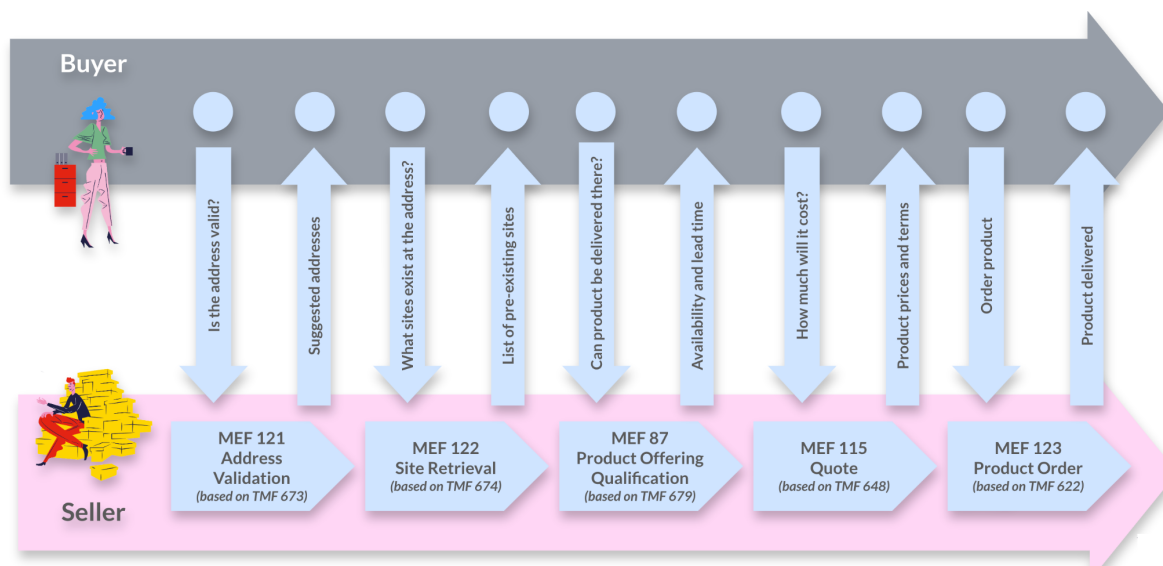 Buyer
Is the address valid?
Suggested addresses
What sites exist at the address?
List of pre-existing sites
Can product be delivered there?
Availability and lead time
How much will it cost?
Product prices and terms
Order product
Product delivered
Seller
MEF 121
Address
Validation
(based on TMF 673)
MEF 122
Site Retrieval
(based on TMF 674)
MEF 87
Product Offering
Qualification
(based on TMF 679)
MEF 115
Quote
(based on TMF 648)
MEF 123
Product Order
(based on TMF 622)